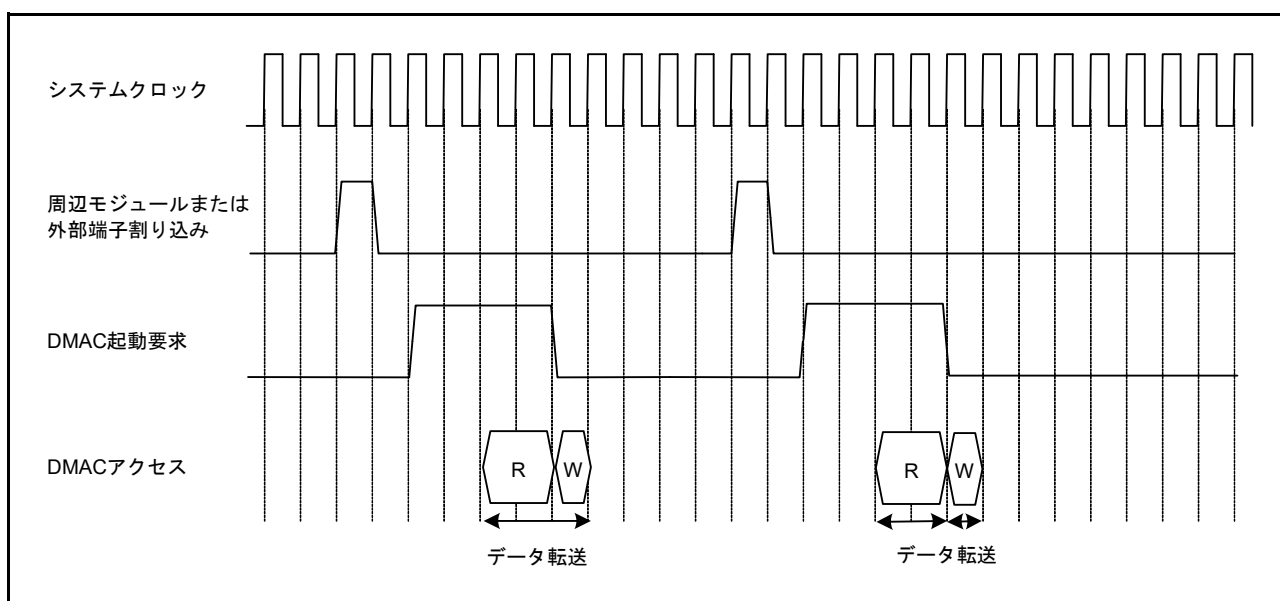 システムクロック
周辺モジュールまたは
外部端子割り込み
DMAC起動要求
DMACアクセス
R
W
R
W
データ転送
データ転送